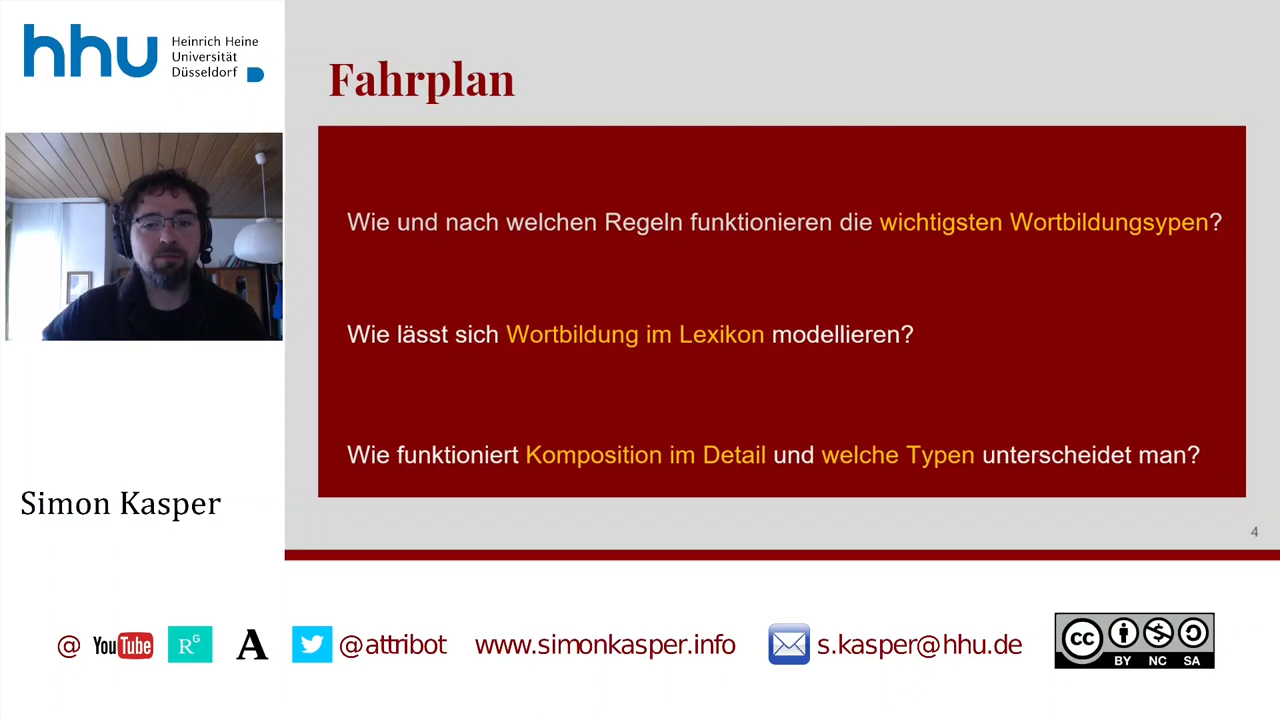 hhu
Heinrich Heine
Universität
Düsseldorf
Fahrplan
Wie und nach welchen Regeln funktionieren die wichtigsten Wortbildungsypen?
Wie lässt sich Wortbildung im Lexikon modellieren?
Wie funktioniert Komposition im Detail und welche Typen unterscheidet man?
Simon Kasper
4
@ YouTube RG A @attribot www.simonkasper.info s.kasper@hhu.de cc
BY NC SA